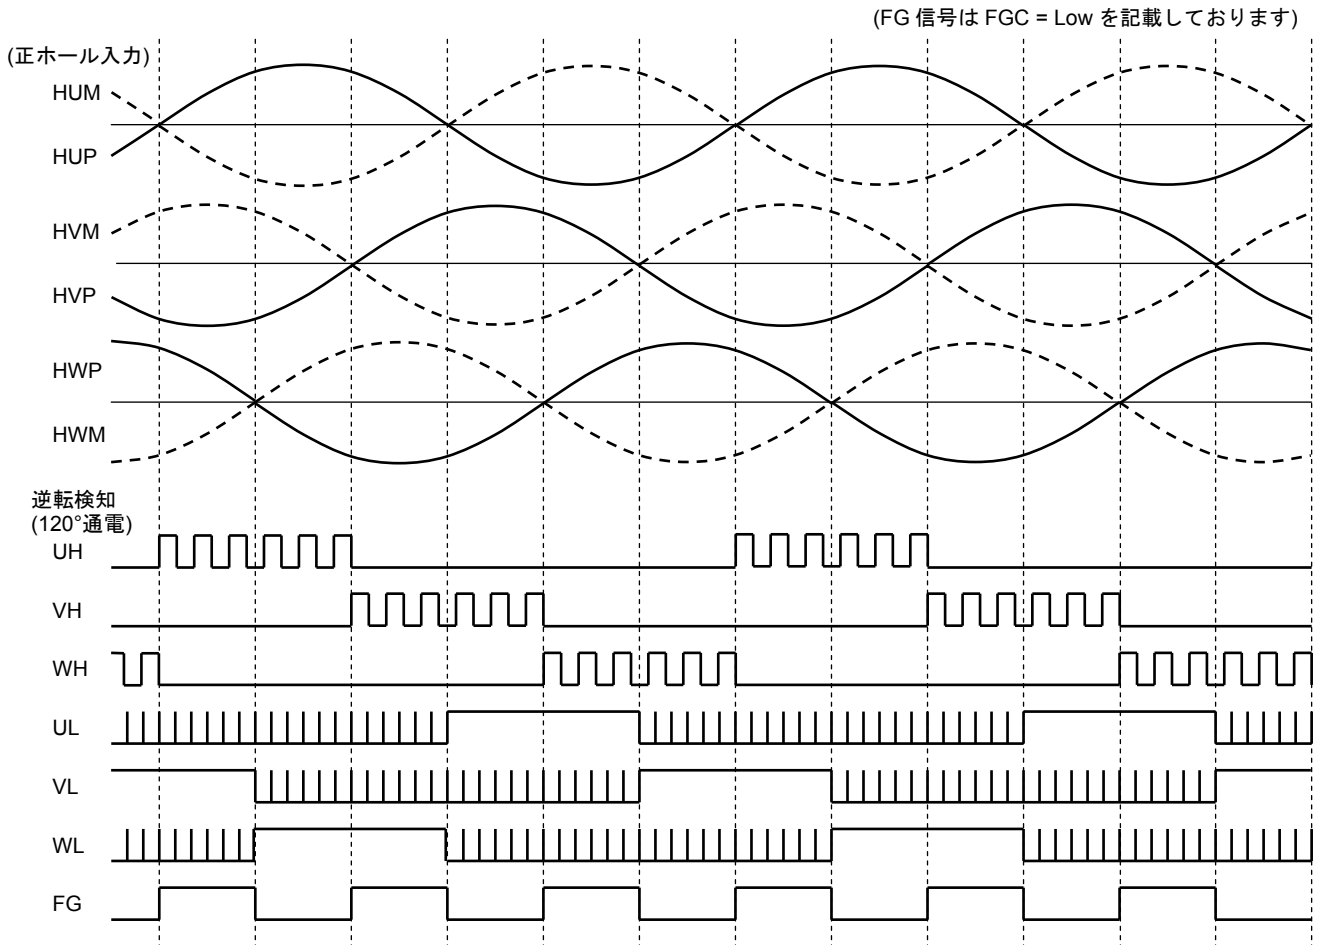 (FG 信号は FGC = Low を記載しております)
(正ホール入力)
HUM
HUP
HVM
HVP
HWP
HWM
逆転検知
(120°通電)
UH
VH
WH
UL
VL
WL
FG